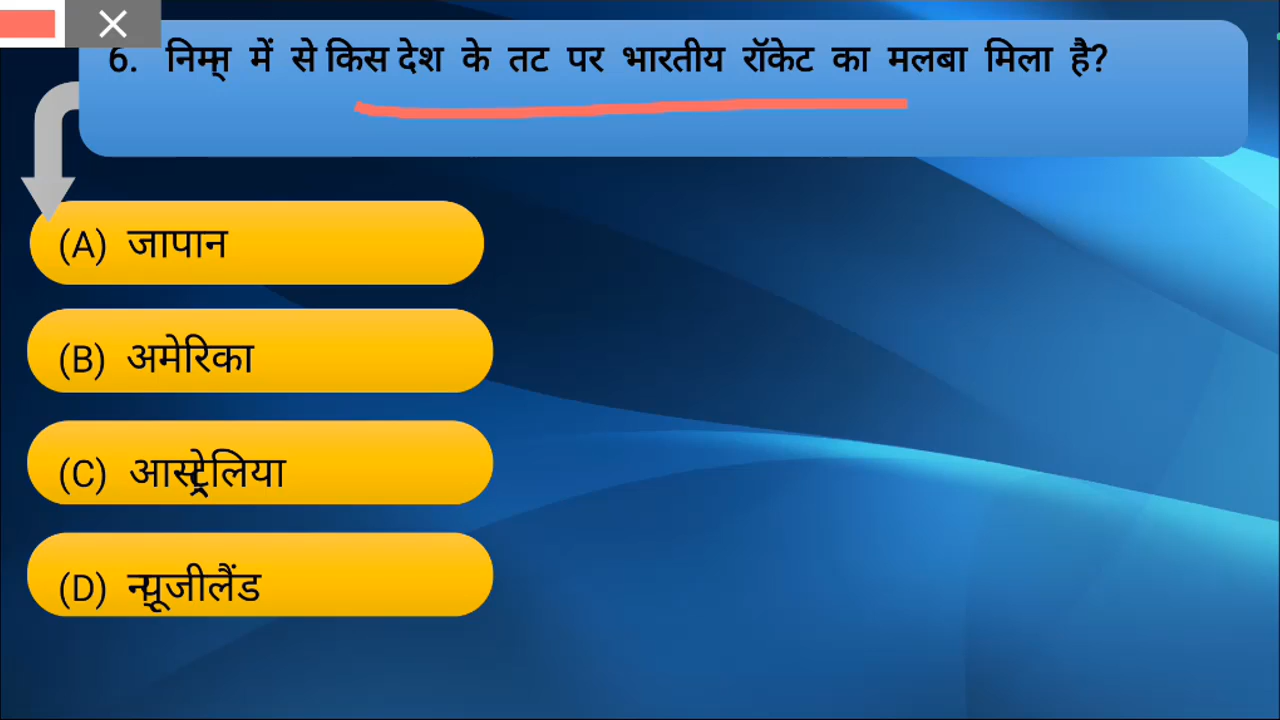 6. निम्न में से किस देश के तट पर भारतीय रॉकेट का मलबा मिला है?
(A) जापान
(B) अमेरिका
(C) आस्ट्रेलिया
(D) न्यूजीलैंड